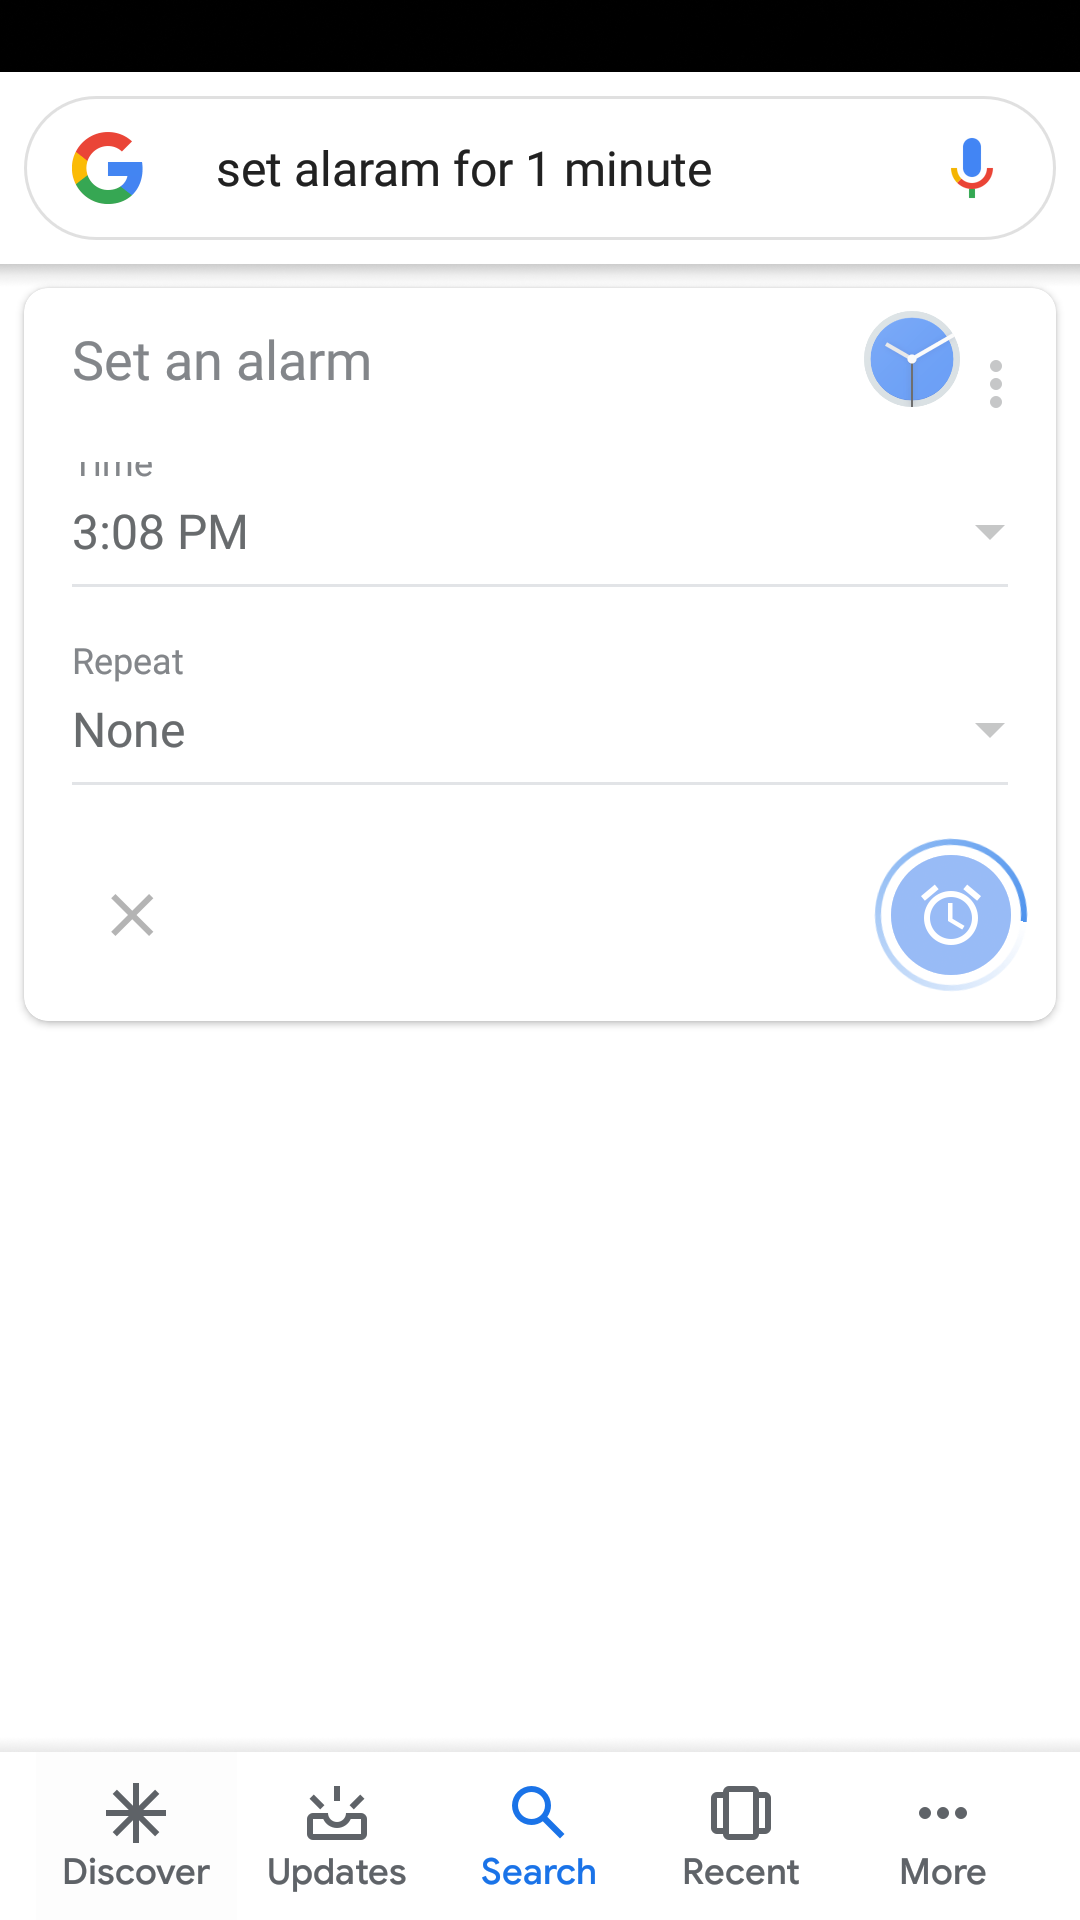 set alaram for 1 minute
Set an alarm
Time
3:08 PM
Repeat
None
Discover
Updates
Search
Recent
More